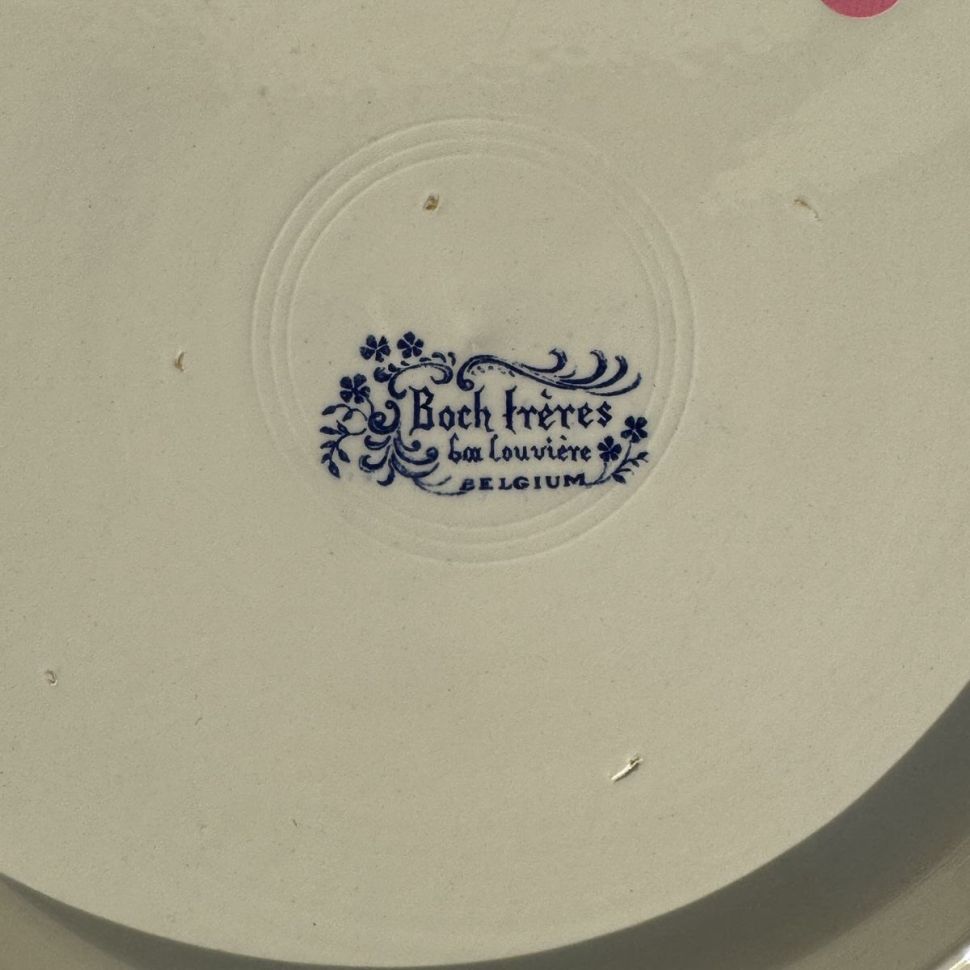 Boch frères
La Louvière
BELGIUM